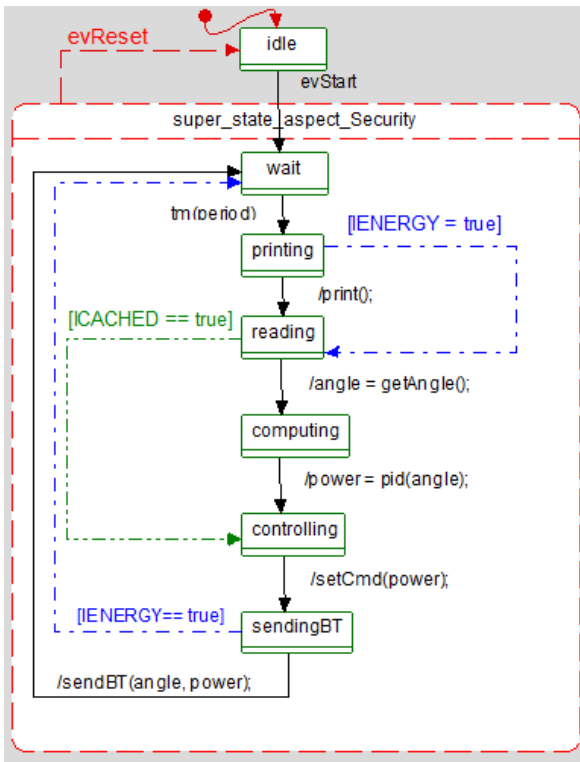 evReset
idle
evStart
super_state_aspect_Security
wait
tm(period)
[IENERGY = true]
printing
/print();
[ICACHED == true]
reading
/angle = getAngle();
computing
/power = pid(angle);
controlling
/setCmd(power);
[IENERGY== true]
sendingBT
/sendBT(angle, power);